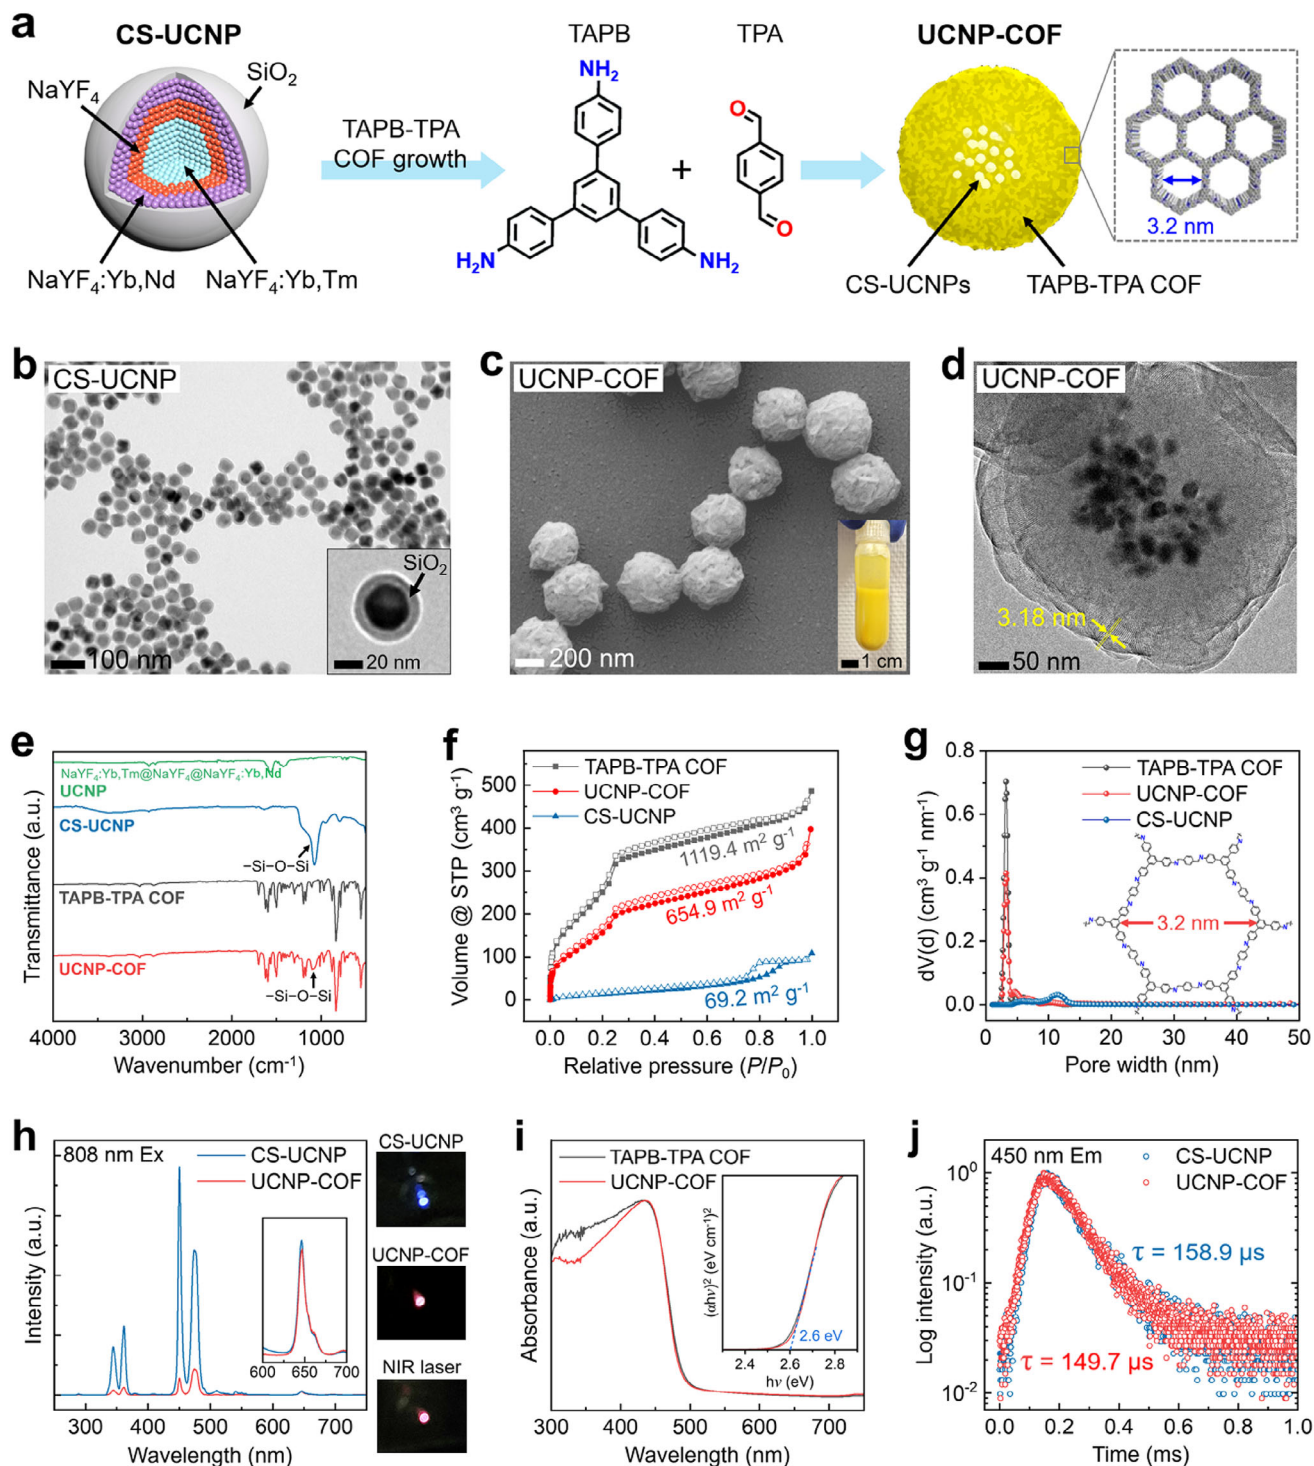 a
CS-UCNP
SiO2
NaYF4
NaYF4:Yb,Nd
NaYF4:Yb,Tm
TAPB-TPA
COF growth
TAPB
NH2
H2N
NH2
+
TPA
O
O
UCNP-COF
CS-UCNPs
TAPB-TPA COF
3.2 nm
b
CS-UCNP
100 nm
SiO2
20 nm
c
UCNP-COF
200 nm
1 cm
d
UCNP-COF
3.18 nm
50 nm
e
Transmittance (a.u.)
NaYF4:Yb,Tm@NaYF4@NaYF4:Yb,Nd
UCNP
CS-UCNP
–Si–O–Si
TAPB-TPA COF
UCNP-COF
–Si–O–Si
4000 3000 2000 1000
Wavenumber (cm-1)
f
Volume @ STP (cm3 g-1)
500
400
300
200
100
0
TAPB-TPA COF
UCNP-COF
CS-UCNP
1119.4 m2 g-1
654.9 m2 g-1
69.2 m2 g-1
0.0 0.2 0.4 0.6 0.8 1.0
Relative pressure (P/P0)
g
dV(d) (cm3 g-1 nm-1)
0.8
0.6
0.4
0.2
0.0
TAPB-TPA COF
UCNP-COF
CS-UCNP
3.2 nm
0 10 20 30 40 50
Pore width (nm)
h
808 nm Ex
Intensity (a.u.)
CS-UCNP
UCNP-COF
600 650 700
300 400 500 600 700
Wavelength (nm)
CS-UCNP
UCNP-COF
NIR laser
i
Absorbance (a.u.)
TAPB-TPA COF
UCNP-COF
(αhν)2 (eV cm-1)2
2.6 eV
2.4 2.6 2.8
hν (eV)
300 400 500 600 700
Wavelength (nm)
j
Log intensity (a.u.)
100
10-1
10-2
450 nm Em
CS-UCNP
UCNP-COF
τ = 158.9 µs
τ = 149.7 µs
0.0 0.2 0.4 0.6 0.8 1.0
Time (ms)